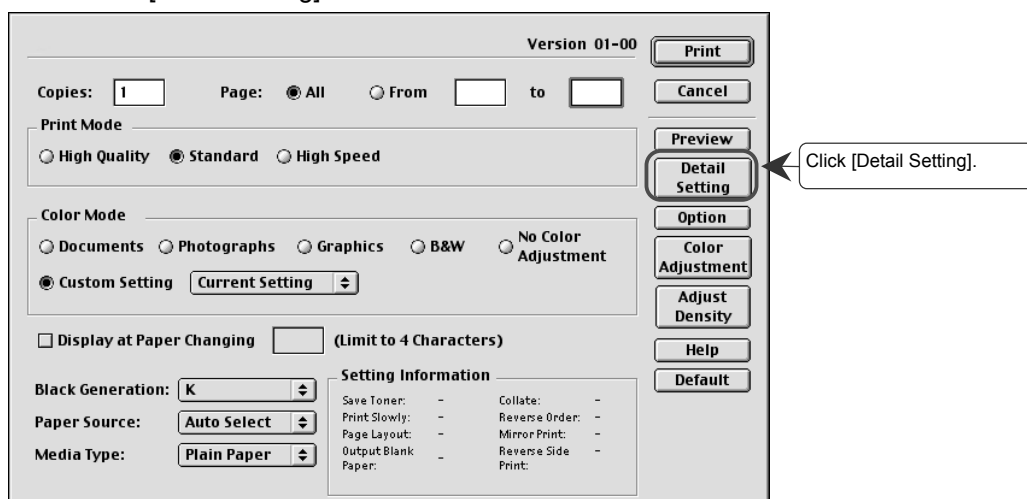 Version 01-00
Print
Copies: 1 Page: All From to
Cancel
Print Mode
High Quality Standard High Speed
Preview
Detail
Setting
Click [Detail Setting].
Color Mode
Documents Photographs Graphics B&W No Color
Adjustment
Custom Setting Current Setting
Option
Color
Adjustment
Adjust
Density
Display at Paper Changing (Limit to 4 Characters)
Help
Default
Black Generation: K
Paper Source: Auto Select
Media Type: Plain Paper
Setting Information
Save Toner: - Collate: -
Print Slowly: - Reverse Order: -
Page Layout: - Mirror Print: -
Output Blank Reverse Side -
Paper: - Print: